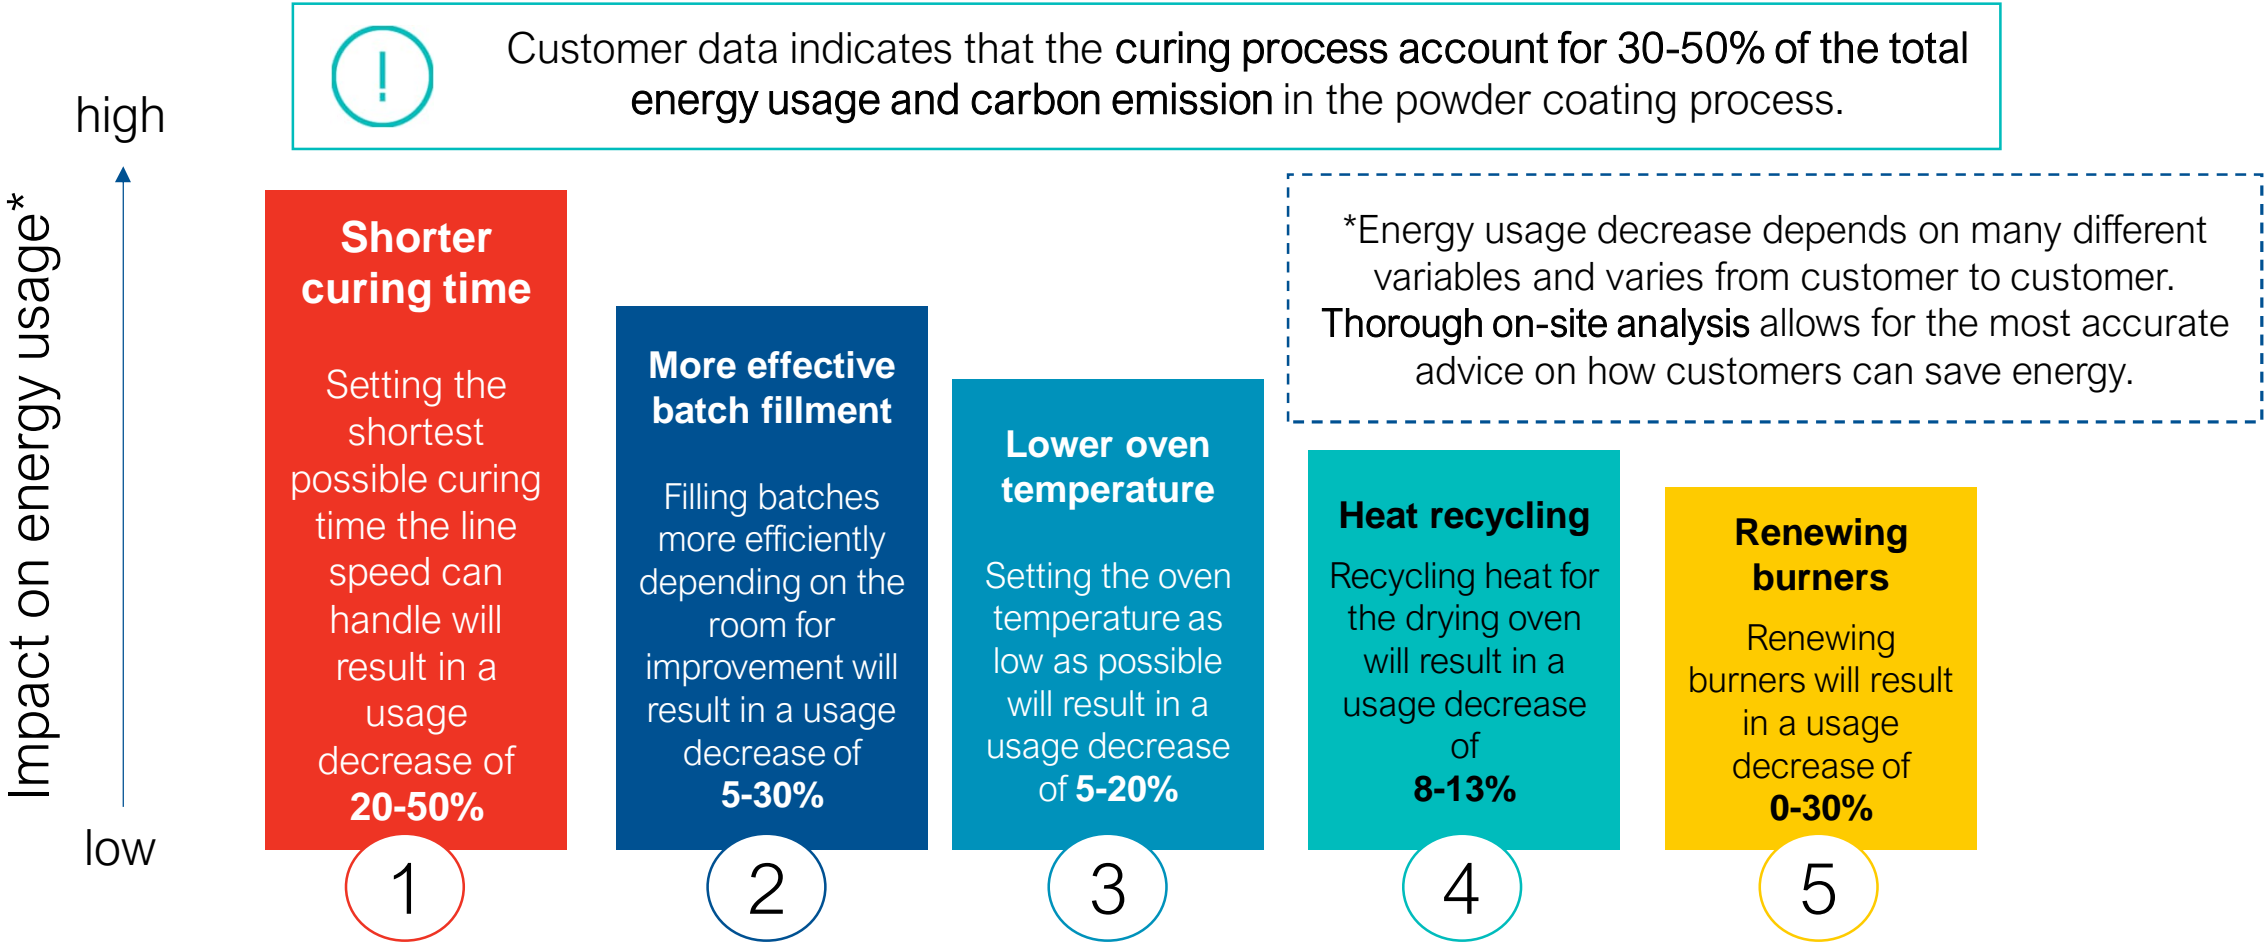 !
Customer data indicates that the curing process account for 30-50% of the total
energy usage and carbon emission in the powder coating process.
high
Impact on energy usage*
low
*Energy usage decrease depends on many different
variables and varies from customer to customer.
Thorough on-site analysis allows for the most accurate
advice on how customers can save energy.
Shorter
curing time
Setting the
shortest
possible curing
time the line
speed can
handle will
result in a
usage
decrease of
20-50%
1
More effective
batch fillment
Filling batches
more efficiently
depending on the
room for
improvement will
result in a usage
decrease of
5-30%
2
Lower oven
temperature
Setting the oven
temperature as
low as possible
will result in a
usage decrease
of 5-20%
3
Heat recycling
Recycling heat for
the drying oven
will result in a
usage decrease
of
8-13%
4
Renewing
burners
Renewing
burners will result
in a usage
decrease of
0-30%
5